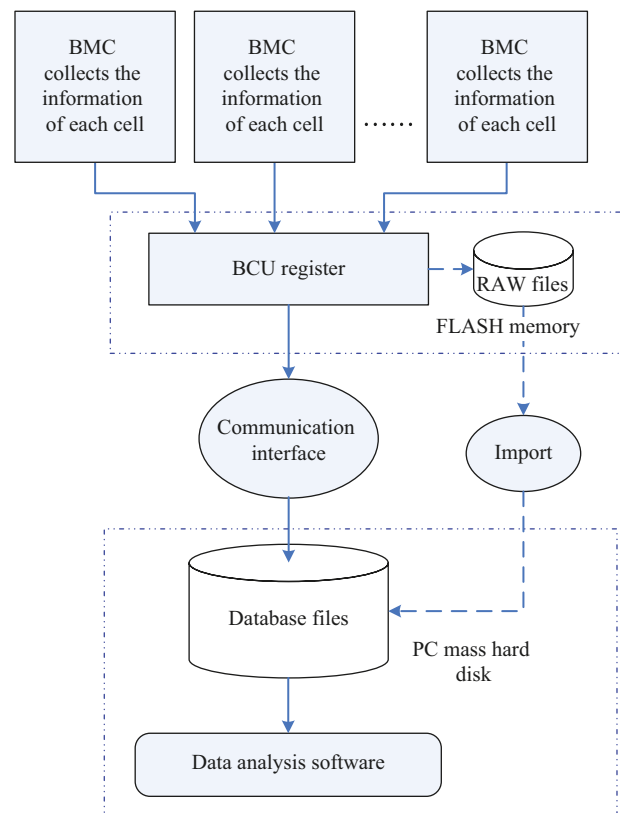 BMC
collects the
information
of each cell
BMC
collects the
information
of each cell
......
BMC
collects the
information
of each cell
BCU register
RAW files
FLASH memory
Communication
interface
Import
Database files
PC mass hard
disk
Data analysis software